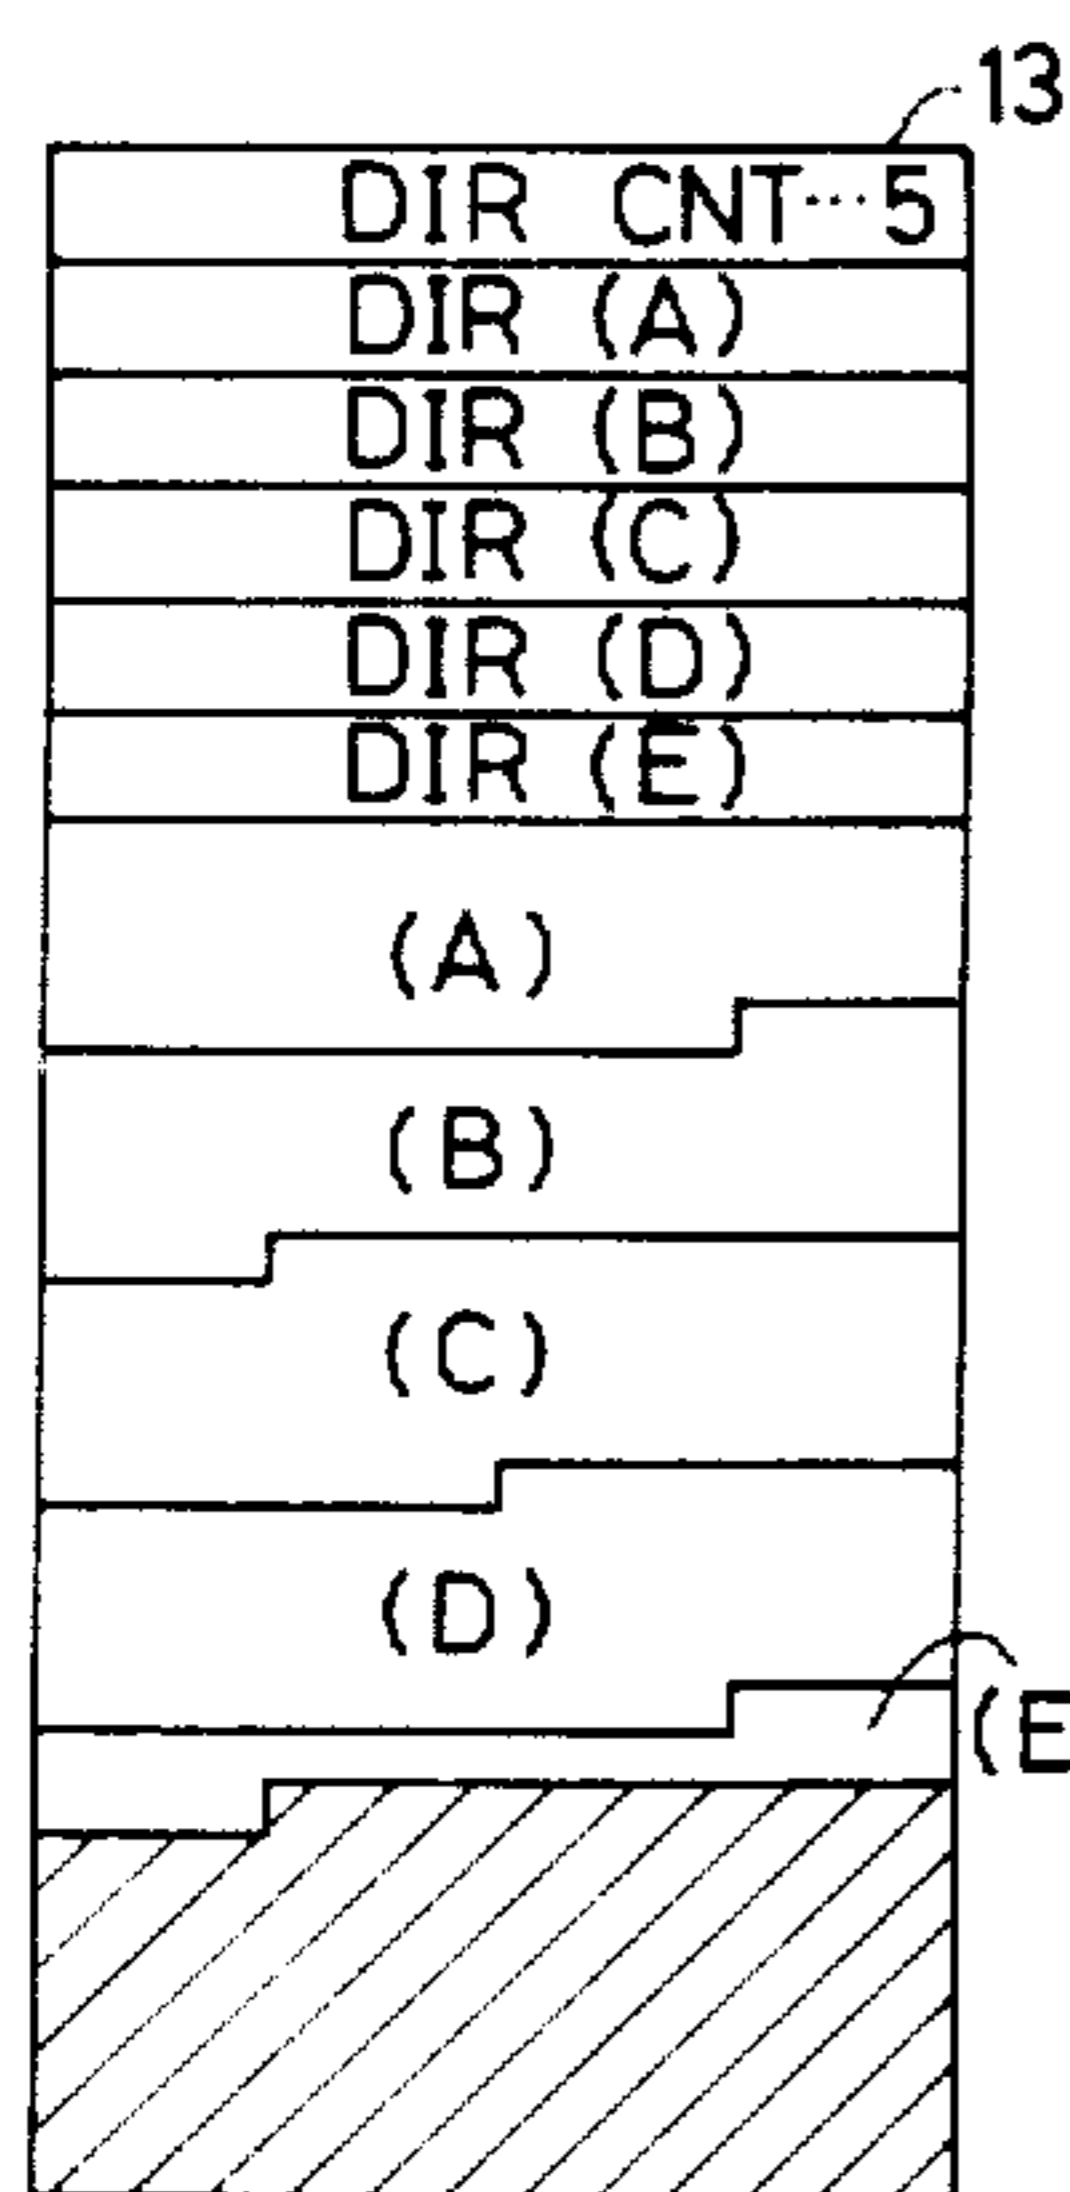 13
DIR CNT…5
DIR (A)
DIR (B)
DIR (C)
DIR (D)
DIR (E)
(A)
(B)
(C)
(D)
(E